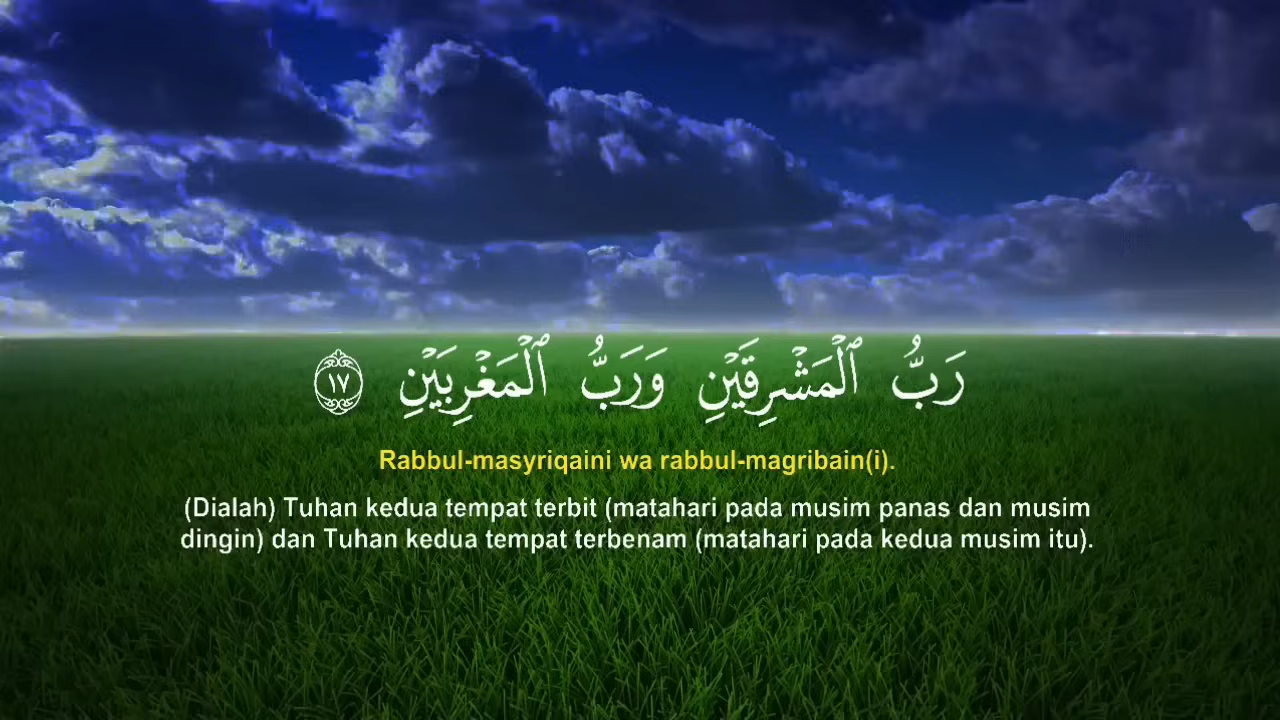 رَبُّ ٱلْمَشْرِقَيْنِ وَرَبُّ ٱلْمَغْرِبَيْنِ ١٧
Rabbul-masyriqaini wa rabbul-magribain(i).
(Dialah) Tuhan kedua tempat terbit (matahari pada musim panas dan musim
dingin) dan Tuhan kedua tempat terbenam (matahari pada kedua musim itu).